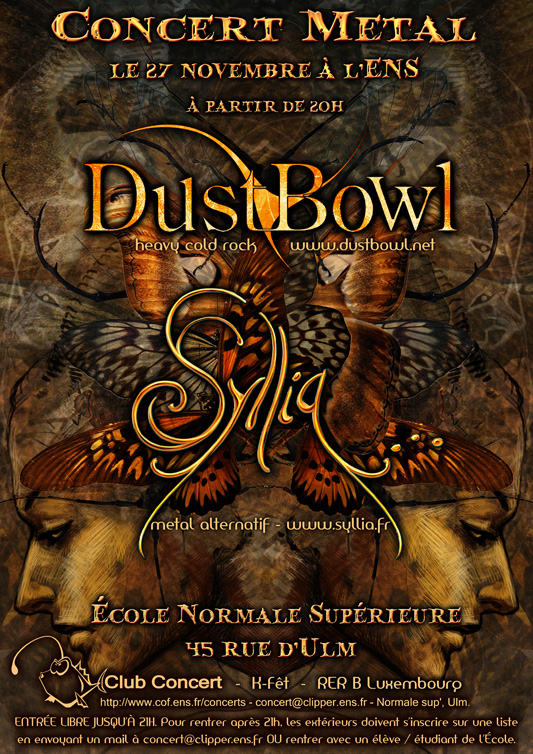 CONCERT METAL
LE 27 NOVEMBRE À L'ENS
À PARTIR DE 20H
DustBowl
heavy cold rock www.dustbowl.net
Syllia
metal alternatif - www.syllia.fr
ÉCOLE NORMALE SUPÉRIEURE
45 RUE D'ULM
Club Concert - K-Fêt - RER B Luxembourg
http://www.cof.ens.fr/concerts - concert@clipper.ens.fr - Normale sup', Ulm.
ENTRÉE LIBRE JUSQU'À 21H. Pour rentrer après 21h, les extérieurs doivent s'inscrire sur une liste
en envoyant un mail à concert@clipper.ens.fr OU rentrer avec un élève / étudiant de l'École.